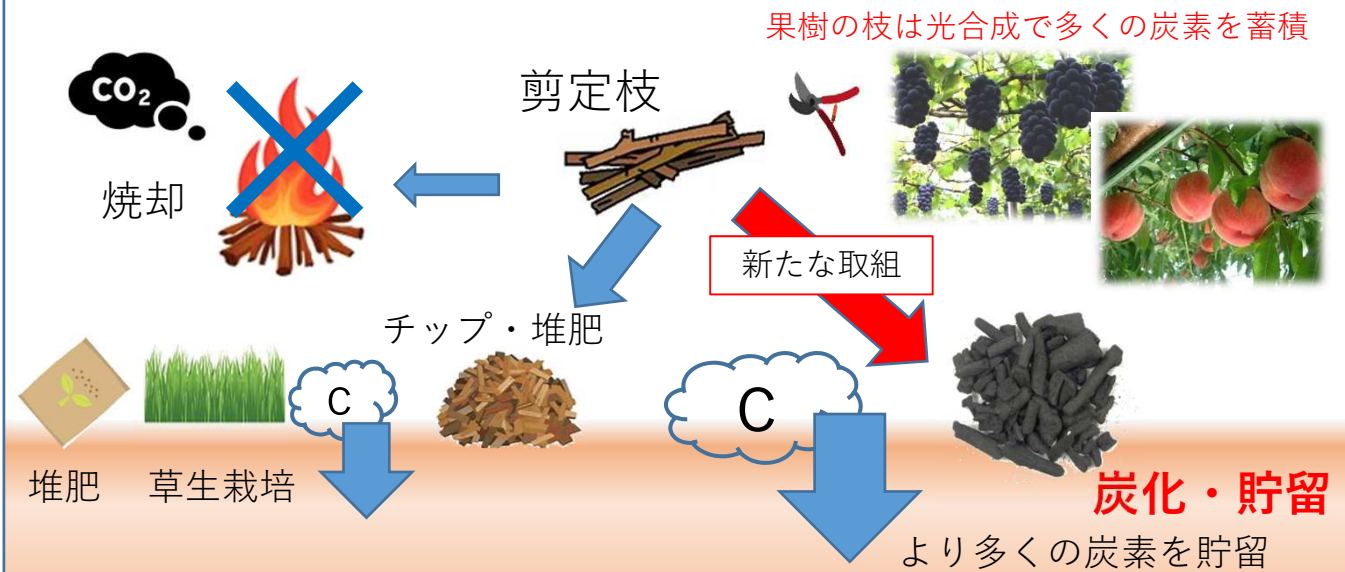 果樹の枝は光合成で多くの炭素を蓄積
CO2
剪定枝
焼却
新たな取組
チップ・堆肥
C
C
堆肥
草生栽培
炭化・貯留
より多くの炭素を貯留